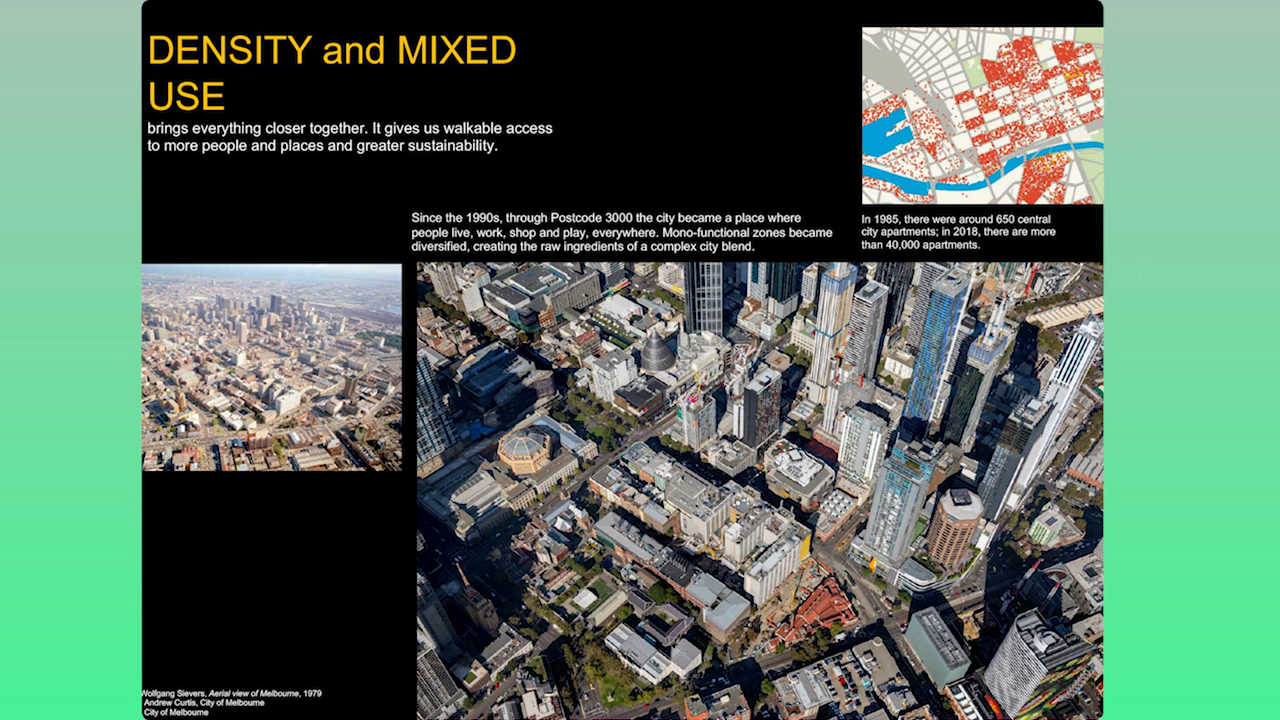 DENSITY and MIXED
USE
brings everything closer together. It gives us walkable access
to more people and places and greater sustainability.
Since the 1990s, through Postcode 3000 the city became a place where
people live, work, shop and play, everywhere. Mono-functional zones became
diversified, creating the raw ingredients of a complex city blend.
In 1985, there were around 650 central
city apartments; in 2018, there are more
than 40,000 apartments.
Wolfgang Sievers, Aerial view of Melbourne, 1979
Andrew Curtis, City of Melbourne
City of Melbourne